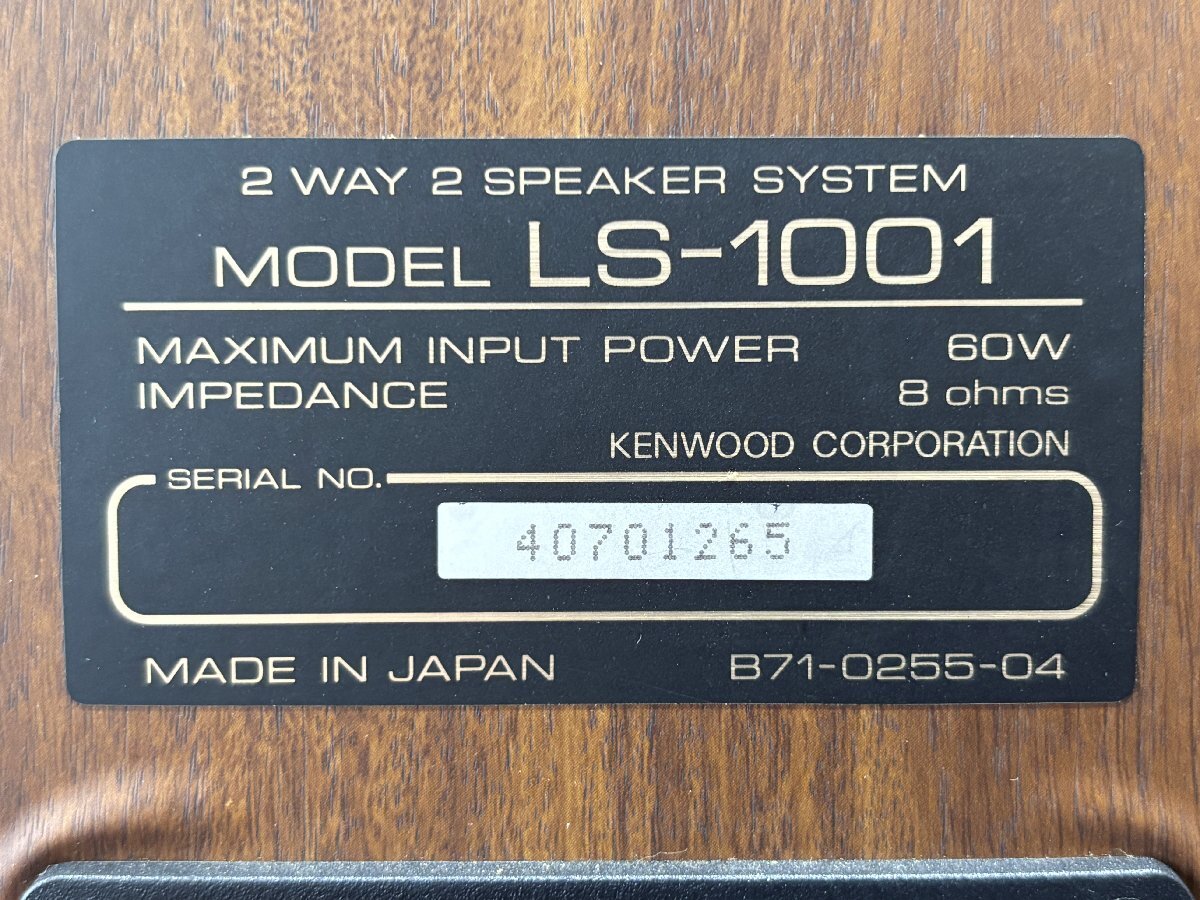 2 WAY 2 SPEAKER SYSTEM
MODEL LS-1001
MAXIMUM INPUT POWER 60W
IMPEDANCE 8 ohms
KENWOOD CORPORATION
SERIAL NO.
40701265
MADE IN JAPAN B71-0255-04